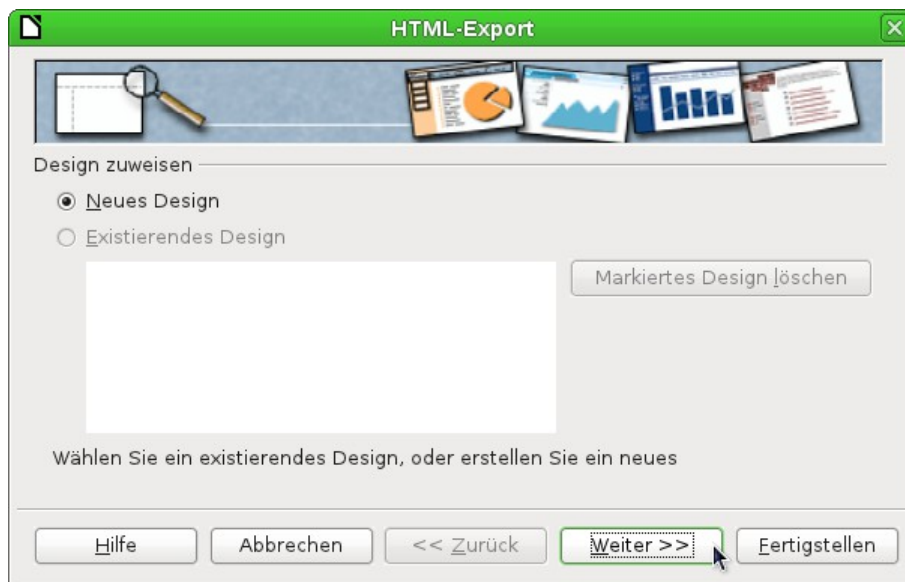 HTML-Export
Design zuweisen
Neues Design
Existierendes Design
Markiertes Design löschen
Wählen Sie ein existierendes Design, oder erstellen Sie ein neues
Hilfe
Abbrechen
<< Zurück
Weiter >>
Fertigstellen